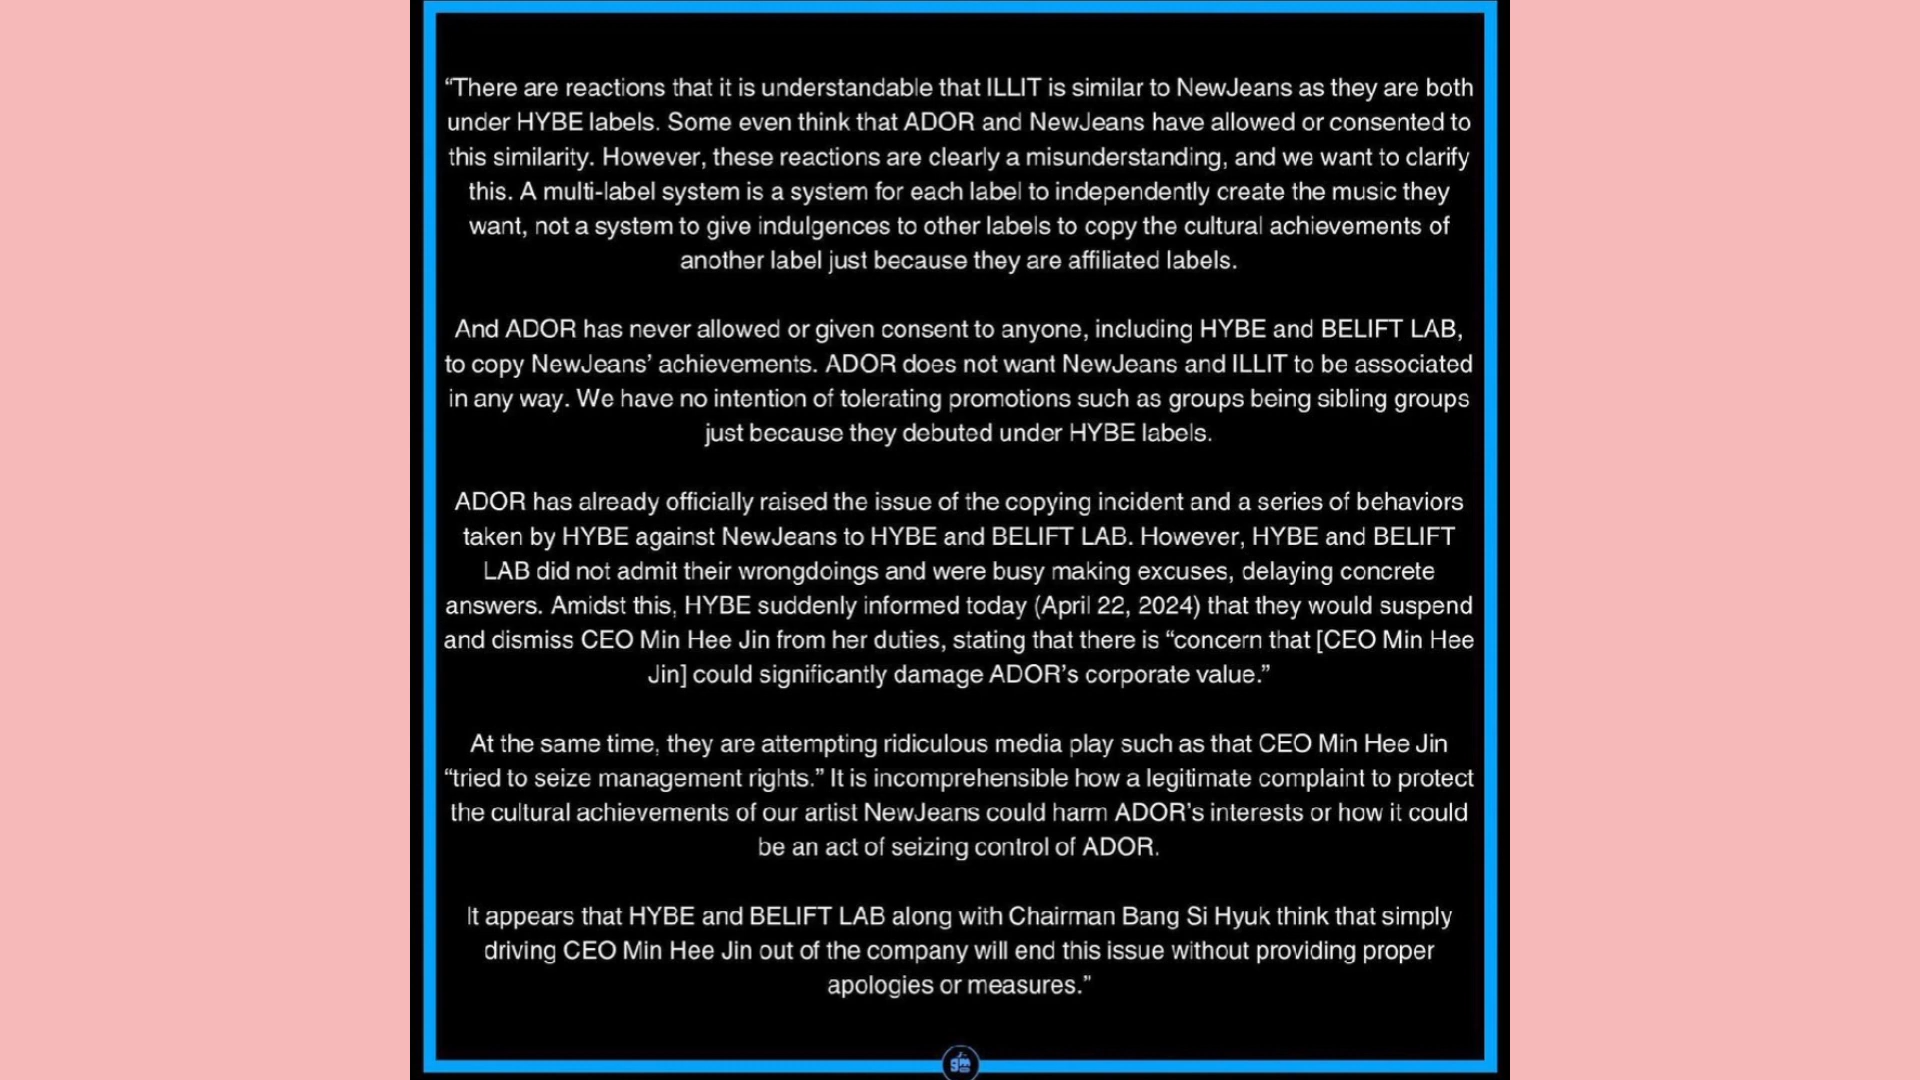 “There are reactions that it is understandable that ILLIT is similar to NewJeans as they are both
under HYBE labels. Some even think that ADOR and NewJeans have allowed or consented to
this similarity. However, these reactions are clearly a misunderstanding, and we want to clarify
this. A multi-label system is a system for each label to independently create the music they
want, not a system to give indulgences to other labels to copy the cultural achievements of
another label just because they are affiliated labels.
And ADOR has never allowed or given consent to anyone, including HYBE and BELIFT LAB,
to copy NewJeans’ achievements. ADOR does not want NewJeans and ILLIT to be associated
in any way. We have no intention of tolerating promotions such as groups being sibling groups
just because they debuted under HYBE labels.
ADOR has already officially raised the issue of the copying incident and a series of behaviors
taken by HYBE against NewJeans to HYBE and BELIFT LAB. However, HYBE and BELIFT
LAB did not admit their wrongdoings and were busy making excuses, delaying concrete
answers. Amidst this, HYBE suddenly informed today (April 22, 2024) that they would suspend
and dismiss CEO Min Hee Jin from her duties, stating that there is “concern that [CEO Min Hee
Jin] could significantly damage ADOR’s corporate value.”
At the same time, they are attempting ridiculous media play such as that CEO Min Hee Jin
“tried to seize management rights.” It is incomprehensible how a legitimate complaint to protect
the cultural achievements of our artist NewJeans could harm ADOR’s interests or how it could
be an act of seizing control of ADOR.
It appears that HYBE and BELIFT LAB along with Chairman Bang Si Hyuk think that simply
driving CEO Min Hee Jin out of the company will end this issue without providing proper
apologies or measures.”